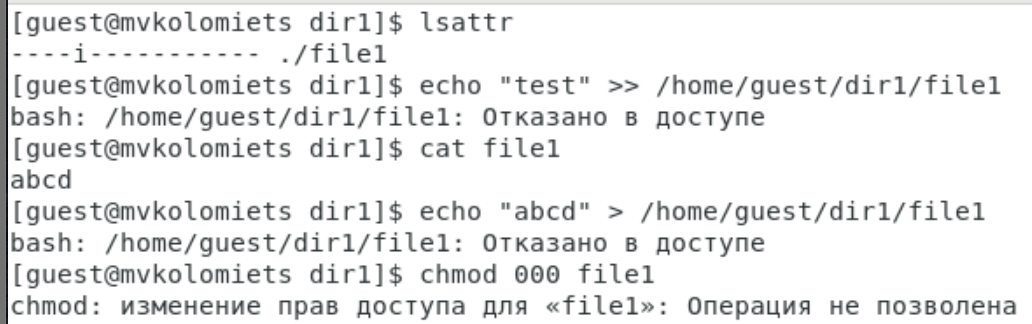 [guest@mvkolomiets dir1]$ lsattr
----i----------- ./file1
[guest@mvkolomiets dir1]$ echo "test" >> /home/guest/dir1/file1
bash: /home/guest/dir1/file1: Отказано в доступе
[guest@mvkolomiets dir1]$ cat file1
abcd
[guest@mvkolomiets dir1]$ echo "abcd" > /home/guest/dir1/file1
bash: /home/guest/dir1/file1: Отказано в доступе
[guest@mvkolomiets dir1]$ chmod 000 file1
chmod: изменение прав доступа для «file1»: Операция не позволена